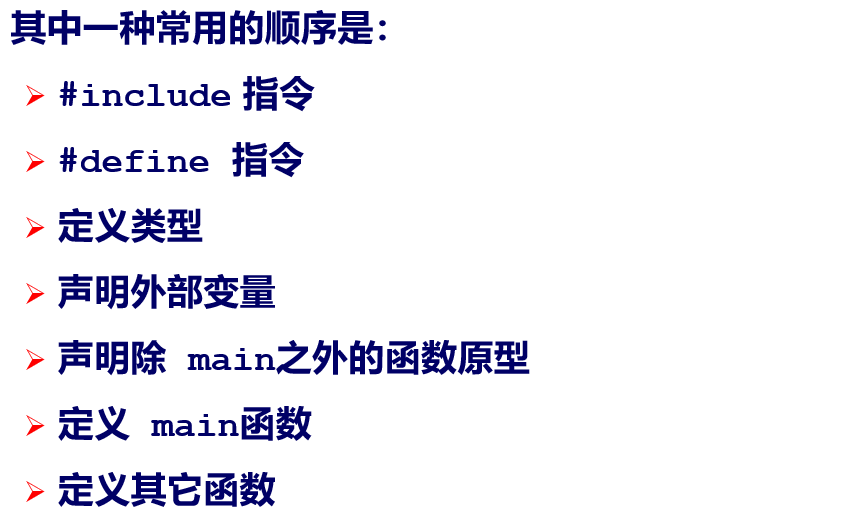 其中一种常用的顺序是：
#include 指令
#define 指令
定义类型
声明外部变量
声明除 main之外的函数原型
定义 main函数
定义其它函数